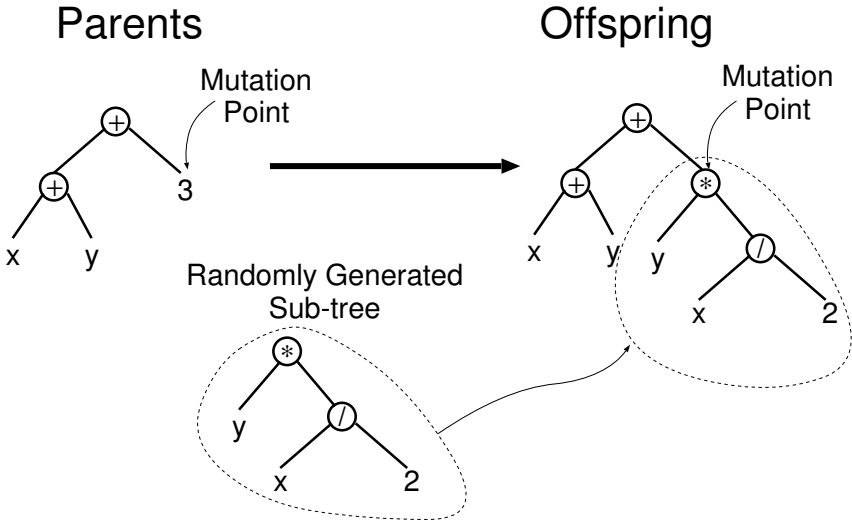 Parents
Offspring
Mutation
Point
+
+
3
x
y
Mutation
Point
+
+
*
x
y
y
/
x
2
Randomly Generated
Sub-tree
*
y
/
x
2